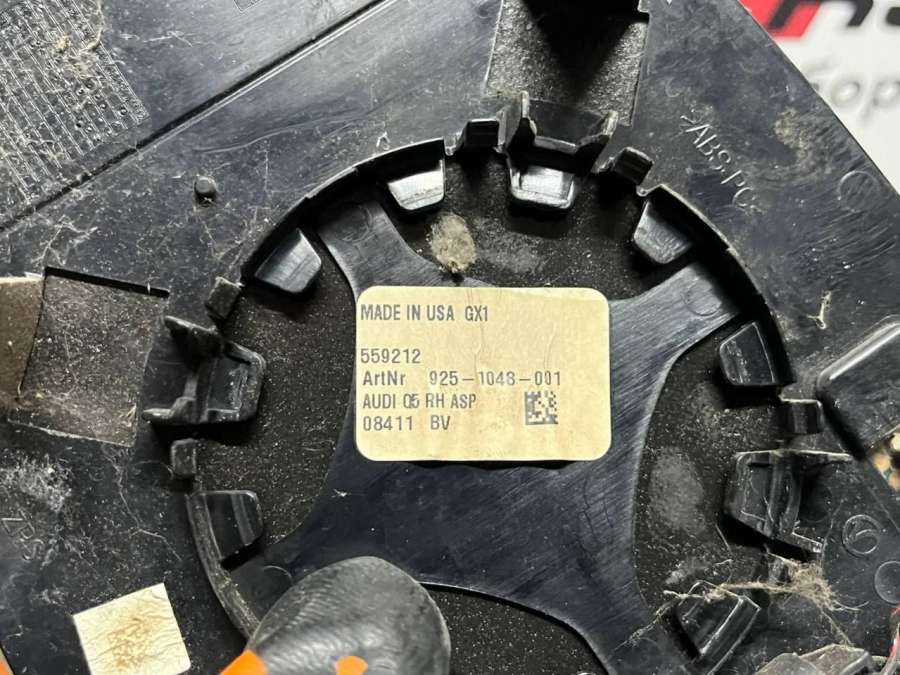 >ABS PC
MADE IN USA GX1
559212
ArtNr 925-1048-001
AUDI Q5 RH ASP
08411 BV